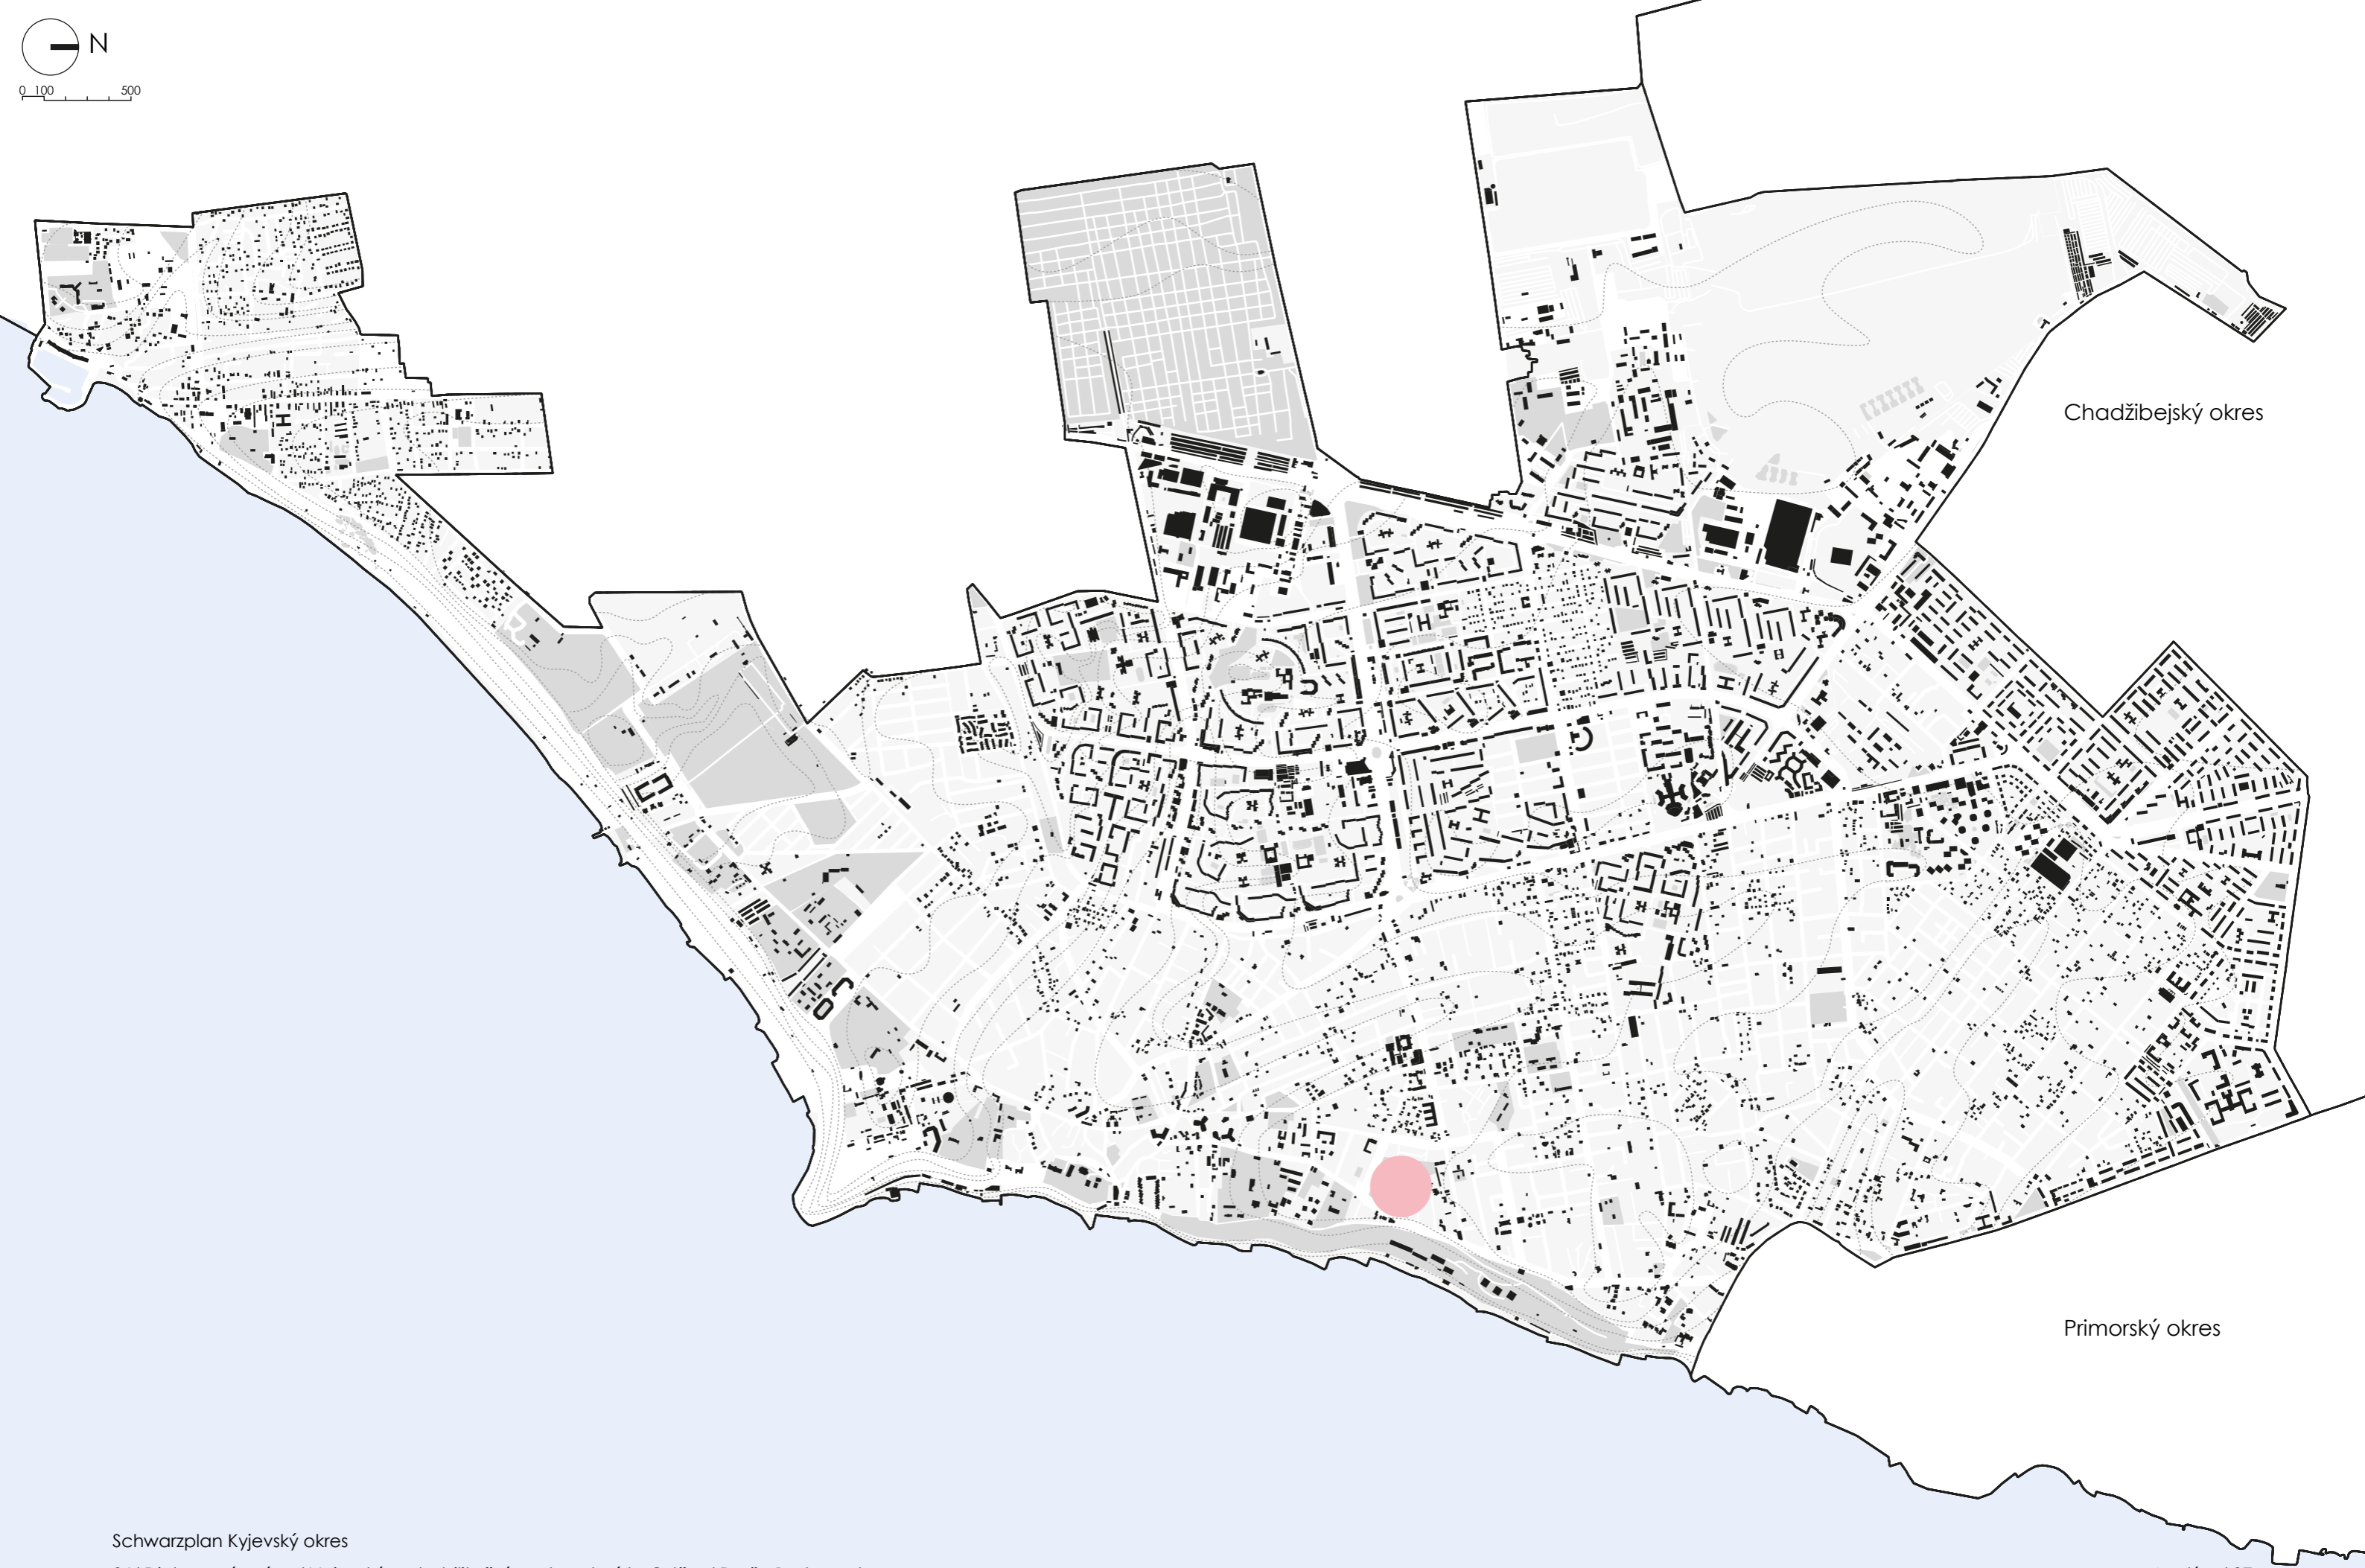 N
0 100 500
Chadžibejský okres
Primorský okres
Schwarzplan Kyjevský okres